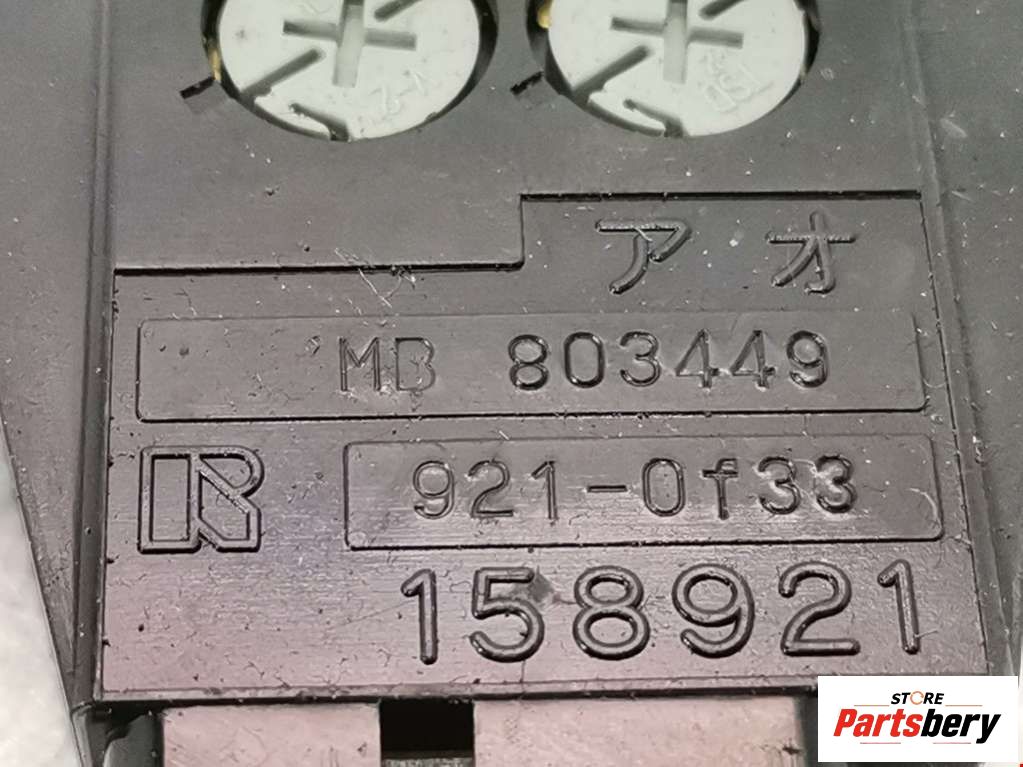 アオ
MB 803449
R 921-0f33
158921
STORE
Partsbery